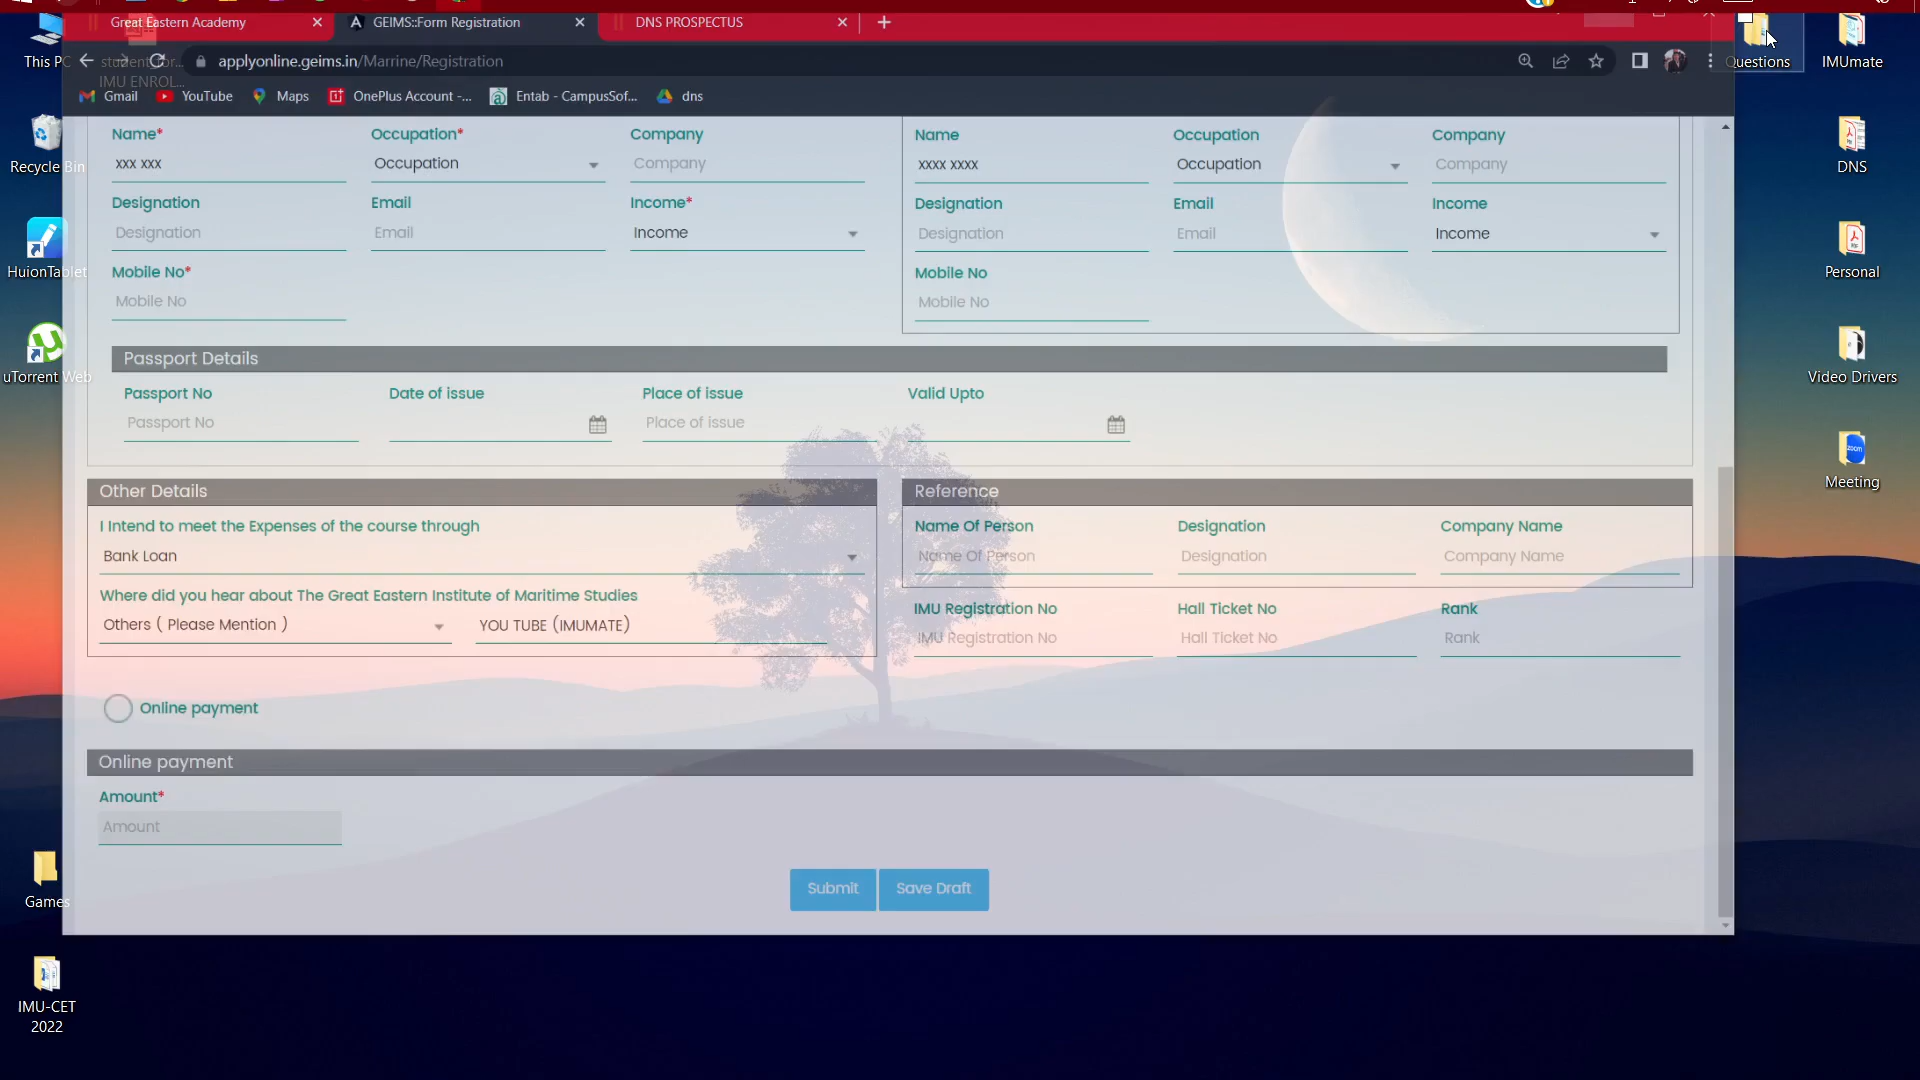 Great Eastern Academy
GEIMS::Form Registration
DNS PROSPECTUS
This PC
student for...
IMU ENROL...
applyonline.geims.in/Marrine/Registration
Questions
IMUmate
Gmail
YouTube
Maps
OnePlus Account -...
Entab - CampusSof...
dns
Name*
Occupation*
Company
Name
Occupation
Company
xxx xxx
Occupation
Company
xxxx xxxx
Occupation
Company
Recycle Bin
DNS
Designation
Email
Income*
Designation
Email
Income
Designation
Email
Income
Designation
Email
Income
HuionTablet
Personal
Mobile No*
Mobile No
Mobile No
Mobile No
Passport Details
uTorrent Web
Video Drivers
Passport No
Date of issue
Place of issue
Valid Upto
Passport No
Place of issue
Other Details
Reference
Meeting
I Intend to meet the Expenses of the course through
Name Of Person
Designation
Company Name
Bank Loan
Name Of Person
Designation
Company Name
Where did you hear about The Great Eastern Institute of Maritime Studies
IMU Registration No
Hall Ticket No
Rank
Others ( Please Mention )
YOU TUBE (IMUMATE)
IMU Registration No
Hall Ticket No
Rank
Online payment
Online payment
Amount*
Amount
Submit
Save Draft
Games
IMU-CET
2022